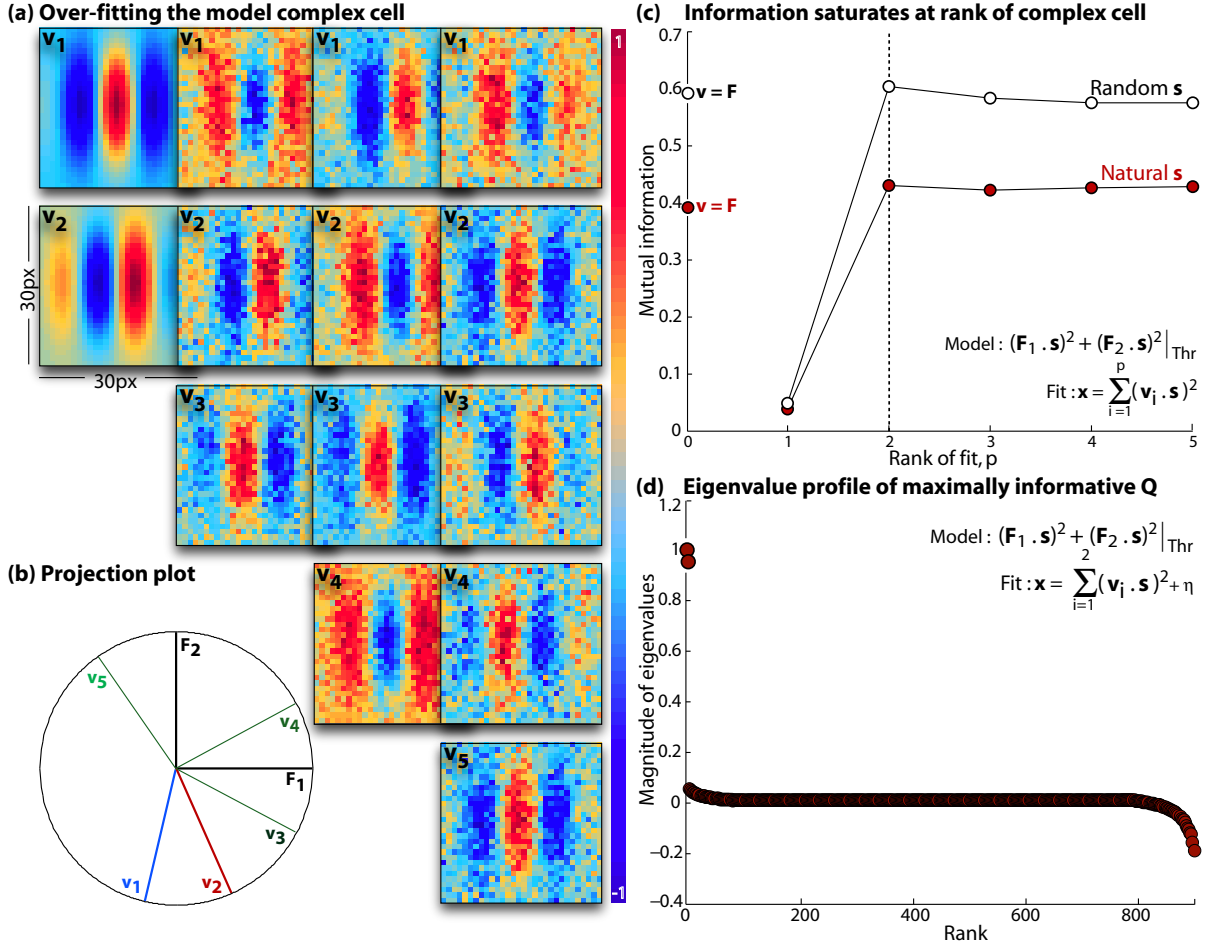 (a) Over-fitting the model complex cell
v1 v1 v1 v1
v2 v2 v2 v2
30px
30px
v3 v3 v3
v4 v4
v5
1
-1
(b) Projection plot
F2
v5
v4
F1
v3
v1
v2
(c) Information saturates at rank of complex cell
0.7
0.6
0.5
0.4
0.3
0.2
0.1
0
Mutual information
v = F
v = F
Random s
Natural s
Model : (F1 . s)2 + (F2 . s)2|Thr
Fit : x = p∑i=1(vi . s)2
0 1 2 3 4 5
Rank of fit, p
(d) Eigenvalue profile of maximally informative Q
1.2
1
0.8
0.6
0.4
0.2
0
−0.2
−0.4
Magnitude of eigenvalues
Model : (F1 . s)2 + (F2 . s)2|Thr
Fit : x = 2∑i=1(vi . s)2 + η
0 200 400 600 800
Rank